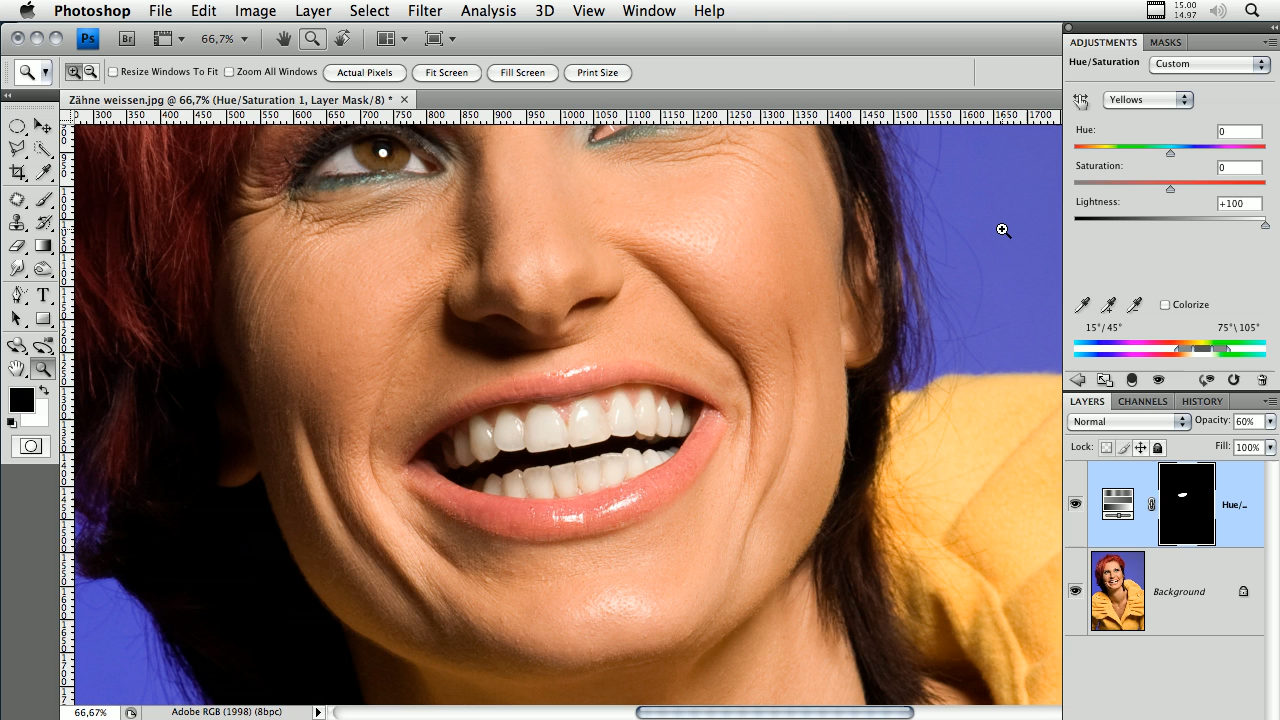 Photoshop File Edit Image Layer Select Filter Analysis 3D View Window Help 15.00 14.97
Ps Br 66,7%
Resize Windows To Fit Zoom All Windows Actual Pixels Fit Screen Fill Screen Print Size
Zähne weissen.jpg @ 66,7% (Hue/Saturation 1, Layer Mask/8) *
300 350 400 450 500 550 600 650 700 750 800 850 900 950 1000 1050 1100 1150 1200 1250 1300 1350 1400 1450 1500 1550 1600 1650 1700
ADJUSTMENTS MASKS
Hue/Saturation Custom
Yellows
Hue: 0
Saturation: 0
Lightness: +100
Colorize
15°/45° 75°\105°
LAYERS CHANNELS HISTORY
Normal Opacity: 60%
Lock: Fill: 100%
Hue/...
Background
66,67% Adobe RGB (1998) (8bpc)